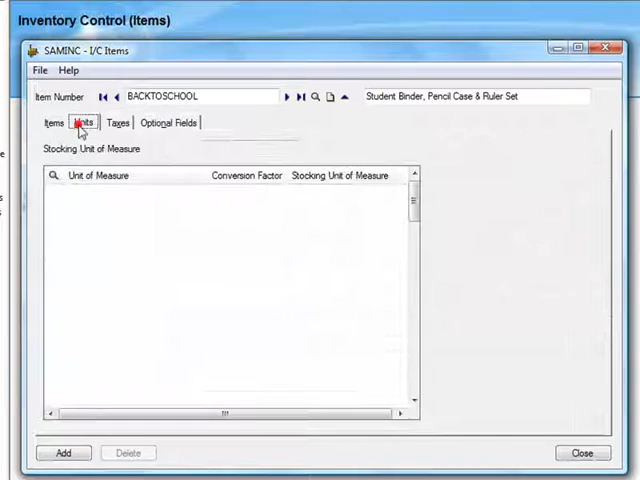 Inventory Control (Items)
SAMINC - I/C Items
File Help
Item Number BACKTOSCHOOL Student Binder, Pencil Case & Ruler Set
Items Units Taxes Optional Fields
Stocking Unit of Measure
Unit of Measure Conversion Factor Stocking Unit of Measure
Add Delete Close